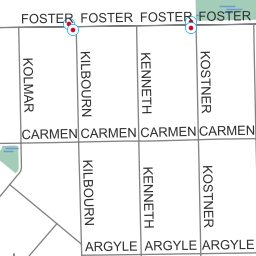 FOSTER FOSTER FOSTER FOSTER
KOLMAR
KILBOURN
KENNETH
KOSTNER
CARMEN CARMEN CARMEN CARMEN
KILBOURN
KENNETH
KOSTNER
ARGYLE ARGYLE ARGYLE